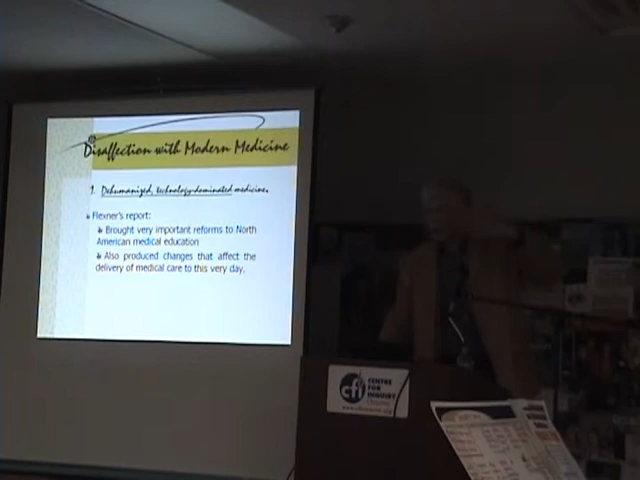 Disaffection with Modern Medicine
1. Dehumanized, technology-dominated medicine.
Flexner's report:
Brought very important reforms to North
American medical education
Also produced changes that affect the
delivery of medical care to this very day.
cfi
CENTRE
FOR
INQUIRY